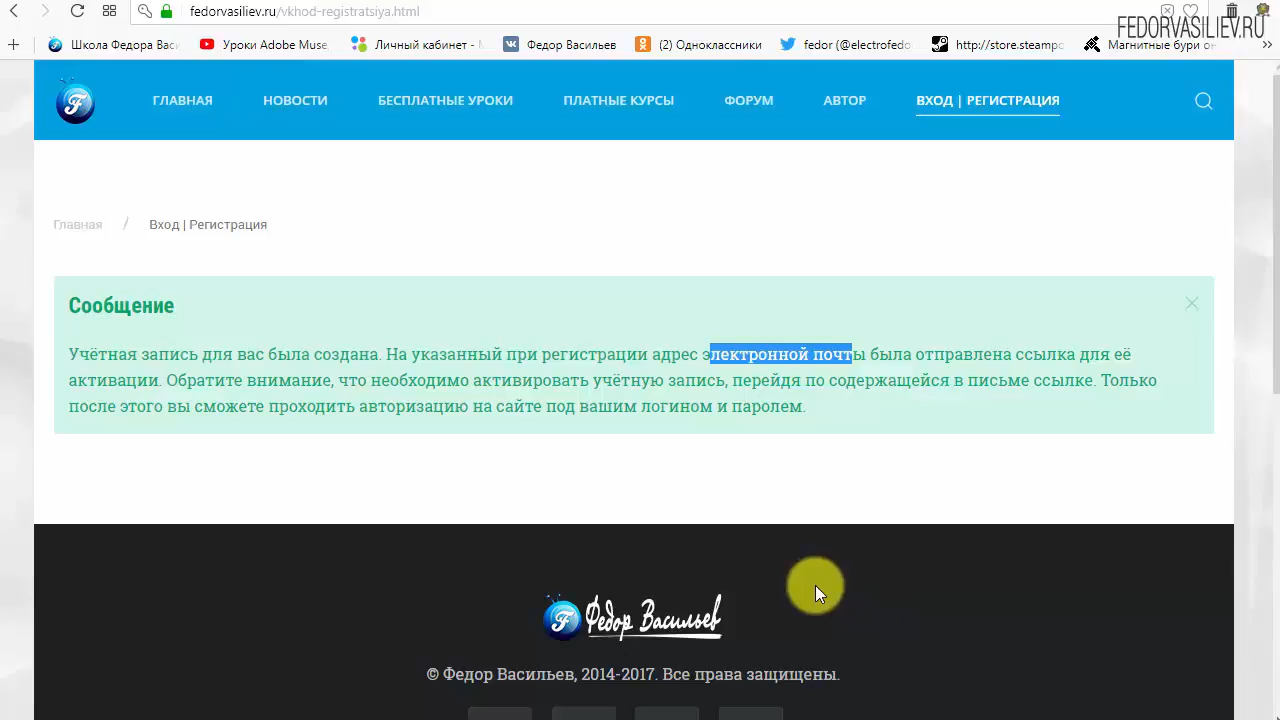 fedorvasiliev.ru/vkhod-registratsiya.html
FEDORVASILIEV.RU
Школа Федора Васи
Уроки Adobe Muse,
Личный кабинет - М
Федор Васильев
(2) Одноклассники
fedor (@electrofedo
http://store.steampo
Магнитные бури он
»
ГЛАВНАЯ НОВОСТИ БЕСПЛАТНЫЕ УРОКИ ПЛАТНЫЕ КУРСЫ ФОРУМ АВТОР ВХОД | РЕГИСТРАЦИЯ
Главная / Вход | Регистрация
Сообщение
Учётная запись для вас была создана. На указанный при регистрации адрес электронной почты была отправлена ссылка для её
активации. Обратите внимание, что необходимо активировать учётную запись, перейдя по содержащейся в письме ссылке. Только
после этого вы сможете проходить авторизацию на сайте под вашим логином и паролем.
Федор Васильев
© Федор Васильев, 2014-2017. Все права защищены.